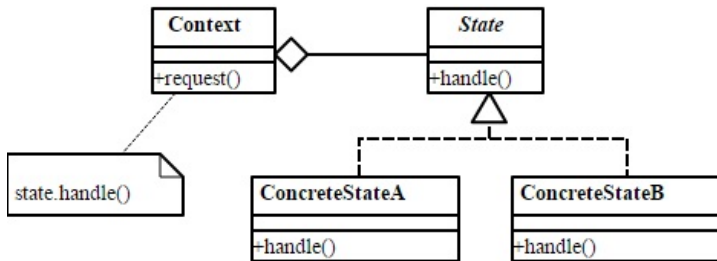 Context
+request()
State
+handle()
state.handle()
ConcreteStateA
+handle()
ConcreteStateB
+handle()